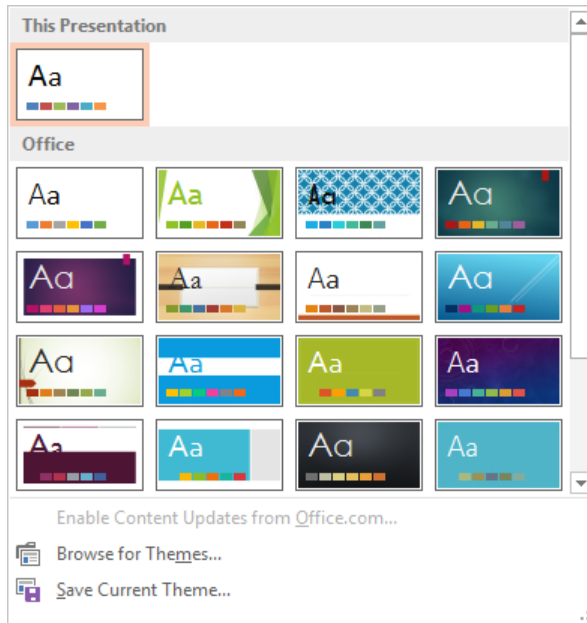 This Presentation
Aa
Office
Aa Aa Aa Aa
Aa Aa Aa Aa
Aa Aa Aa Aa
Aa Aa Aa Aa
Enable Content Updates from Office.com...
Browse for Themes...
Save Current Theme...